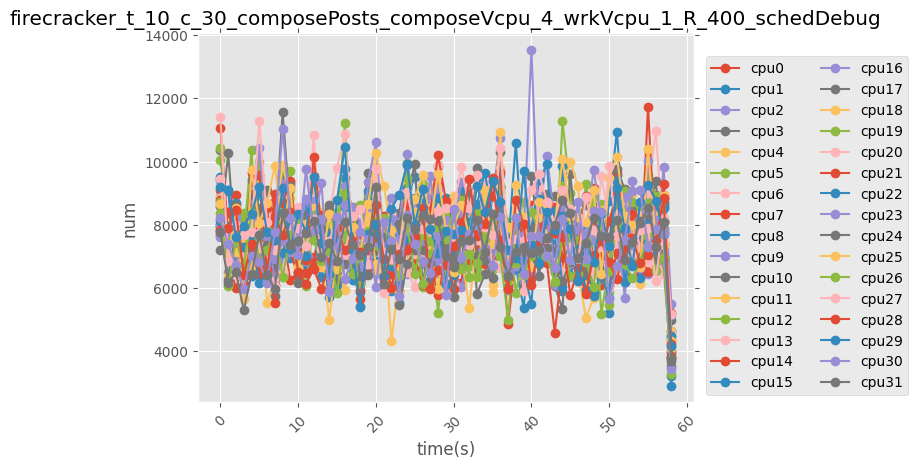 firecracker_t_10_c_30_composePosts_composeVcpu_4_wrkVcpu_1_R_400_schedDebug
14000
12000
10000
8000
6000
4000
num
0 10 20 30 40 50 60
time(s)
cpu0 cpu16
cpu1 cpu17
cpu2 cpu18
cpu3 cpu19
cpu4 cpu20
cpu5 cpu21
cpu6 cpu22
cpu7 cpu23
cpu8 cpu24
cpu9 cpu25
cpu10 cpu26
cpu11 cpu27
cpu12 cpu28
cpu13 cpu29
cpu14 cpu30
cpu15 cpu31